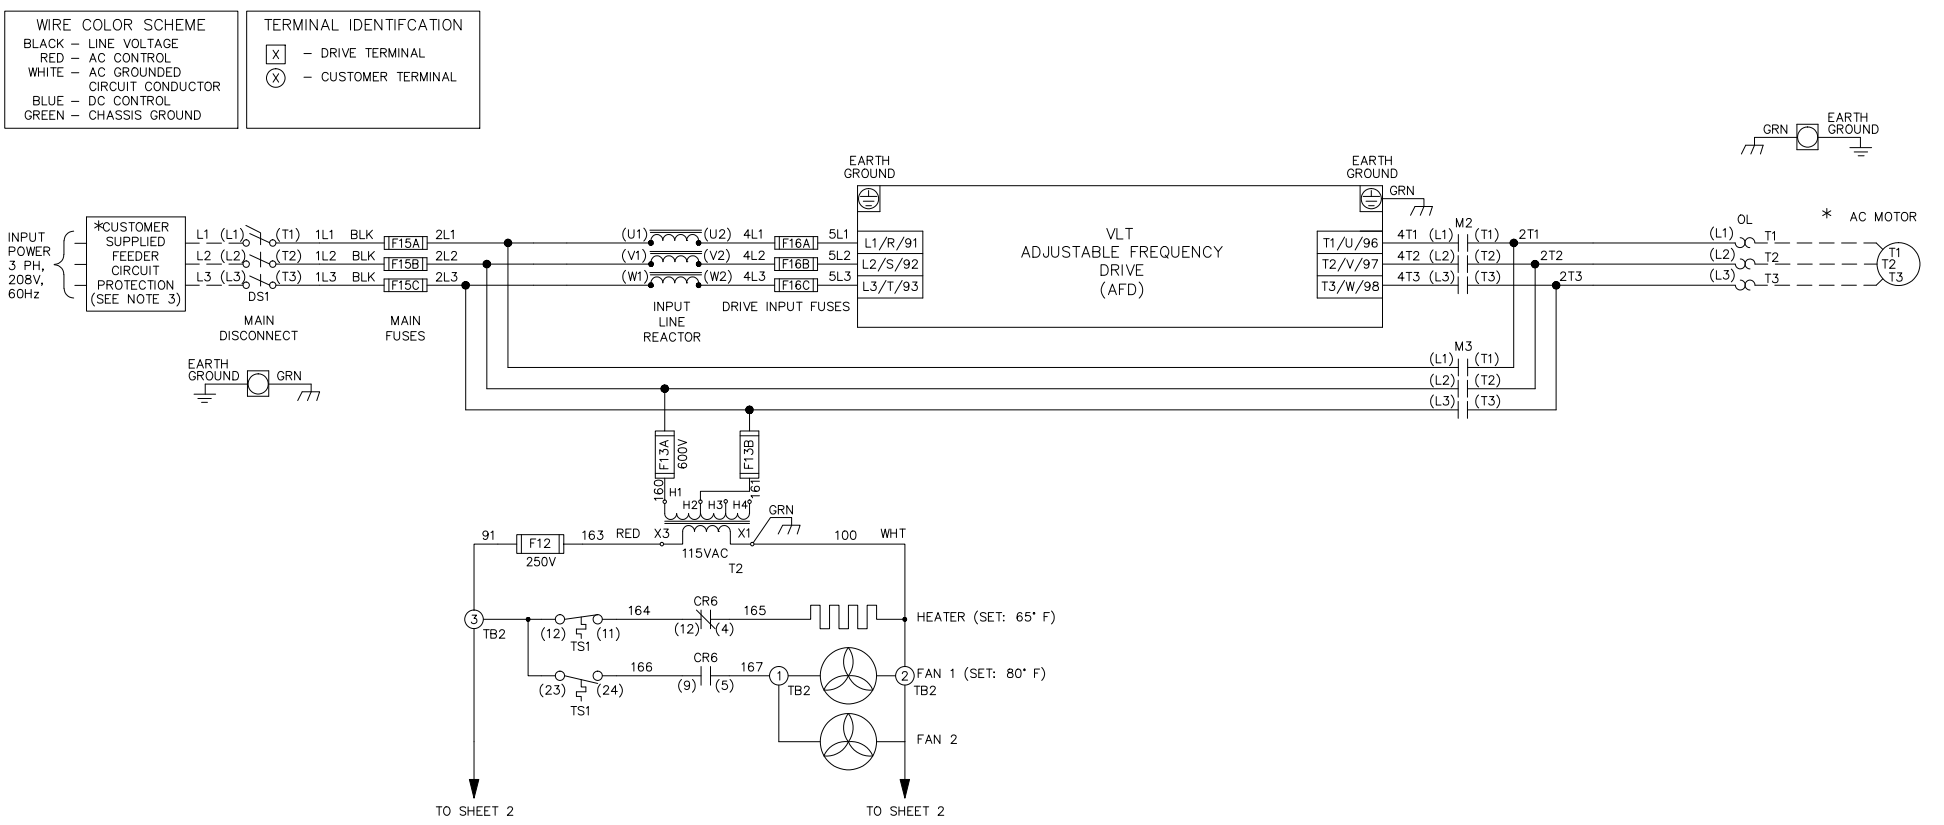 WIRE COLOR SCHEME
BLACK – LINE VOLTAGE
RED – AC CONTROL
WHITE – AC GROUNDED
CIRCUIT CONDUCTOR
BLUE – DC CONTROL
GREEN – CHASSIS GROUND
TERMINAL IDENTIFCATION
X – DRIVE TERMINAL
X – CUSTOMER TERMINAL
EARTH
GROUND
GRN
INPUT
POWER
3 PH,
208V,
60Hz
*CUSTOMER
SUPPLIED
FEEDER
CIRCUIT
PROTECTION
(SEE NOTE 3)
L1 (L1) (T1) 1L1 BLK F15A 2L1
L2 (L2) (T2) 1L2 BLK F15B 2L2
L3 (L3) (T3) 1L3 BLK F15C 2L3
DS1
MAIN
DISCONNECT
MAIN
FUSES
(U1) (U2) 4L1 F16A 5L1
(V1) (V2) 4L2 F16B 5L2
(W1) (W2) 4L3 F16C 5L3
INPUT
LINE
REACTOR
DRIVE INPUT FUSES
EARTH
GROUND
L1/R/91
L2/S/92
L3/T/93
VLT
ADJUSTABLE FREQUENCY
DRIVE
(AFD)
EARTH
GROUND
GRN
T1/U/96
T2/V/97
T3/W/98
M2
4T1 (L1) (T1) 2T1
4T2 (L2) (T2) 2T2
4T3 (L3) (T3) 2T3
OL
(L1) T1
(L2) T2
(L3) T3
* AC MOTOR
T1
T2
T3
M3
(L1) (T1)
(L2) (T2)
(L3) (T3)
EARTH
GROUND
GRN
F13A
600V
F13B
160
161
H1
H2
H3
H4
GRN
91
F12
250V
163
RED
X3
X1
115VAC
T2
100
WHT
3
TB2
(12)
(11)
TS1
164
CR6
(12)
(4)
165
HEATER (SET: 65° F)
(23)
(24)
TS1
166
CR6
(9)
(5)
167
1
TB2
2
TB2
FAN 1 (SET: 80° F)
FAN 2
TO SHEET 2
TO SHEET 2